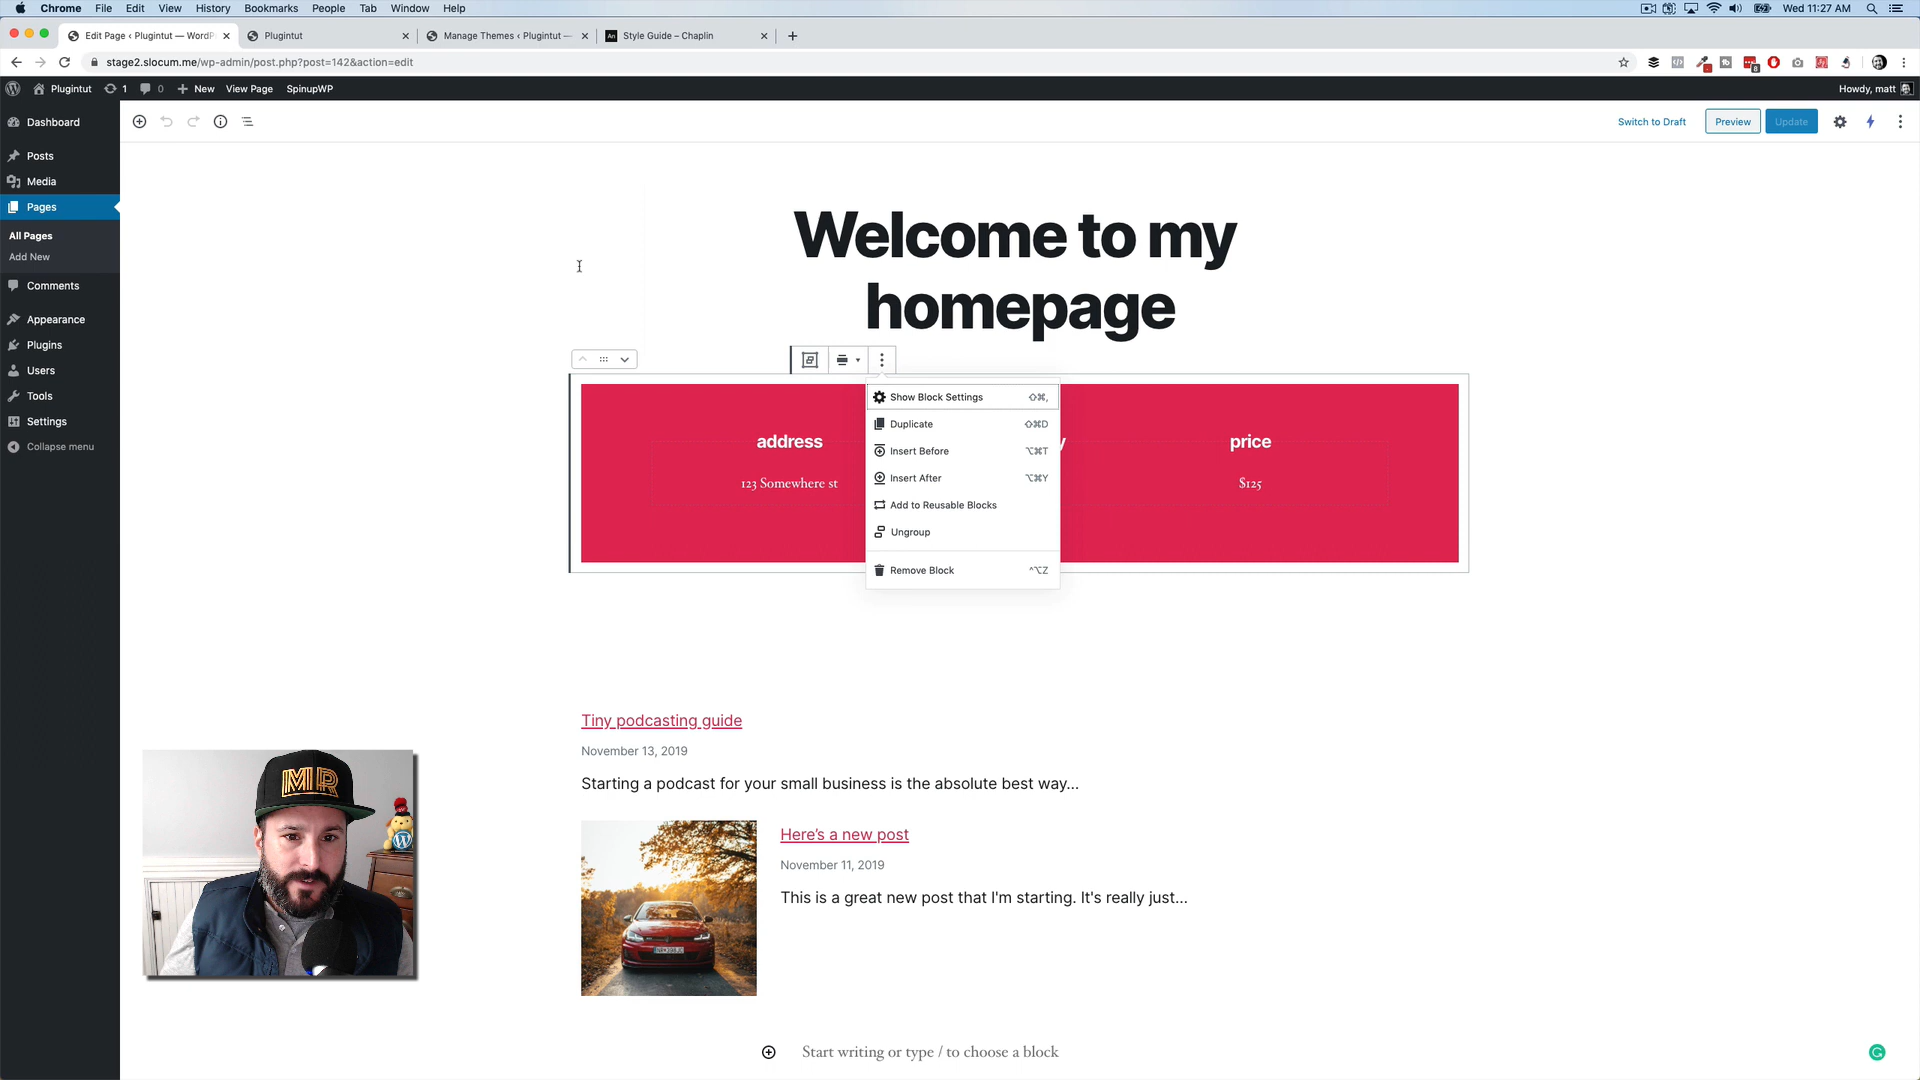 Chrome File Edit View History Bookmarks People Tab Window Help
Wed 11:27 AM
Edit Page ‹ Plugintut — WordP
Plugintut
Manage Themes ‹ Plugintut —
An
Style Guide – Chaplin
stage2.slocum.me/wp-admin/post.php?post=142&action=edit
8
Plugintut 1 0 New View Page SpinupWP
Howdy, matt
Dashboard
Posts
Media
Pages
All Pages
Add New
Comments
Appearance
Plugins
Users
Tools
Settings
Collapse menu
Switch to Draft
Preview
Update
Welcome to my
homepage
Show Block Settings ⇧⌘,
Duplicate ⇧⌘D
Insert Before ⌥⌘T
Insert After ⌥⌘Y
Add to Reusable Blocks
Ungroup
Remove Block ^⌥Z
address
123 Somewhere st
y
price
$125
Tiny podcasting guide
November 13, 2019
Starting a podcast for your small business is the absolute best way...
Here's a new post
November 11, 2019
This is a great new post that I'm starting. It's really just...
MR
Start writing or type / to choose a block